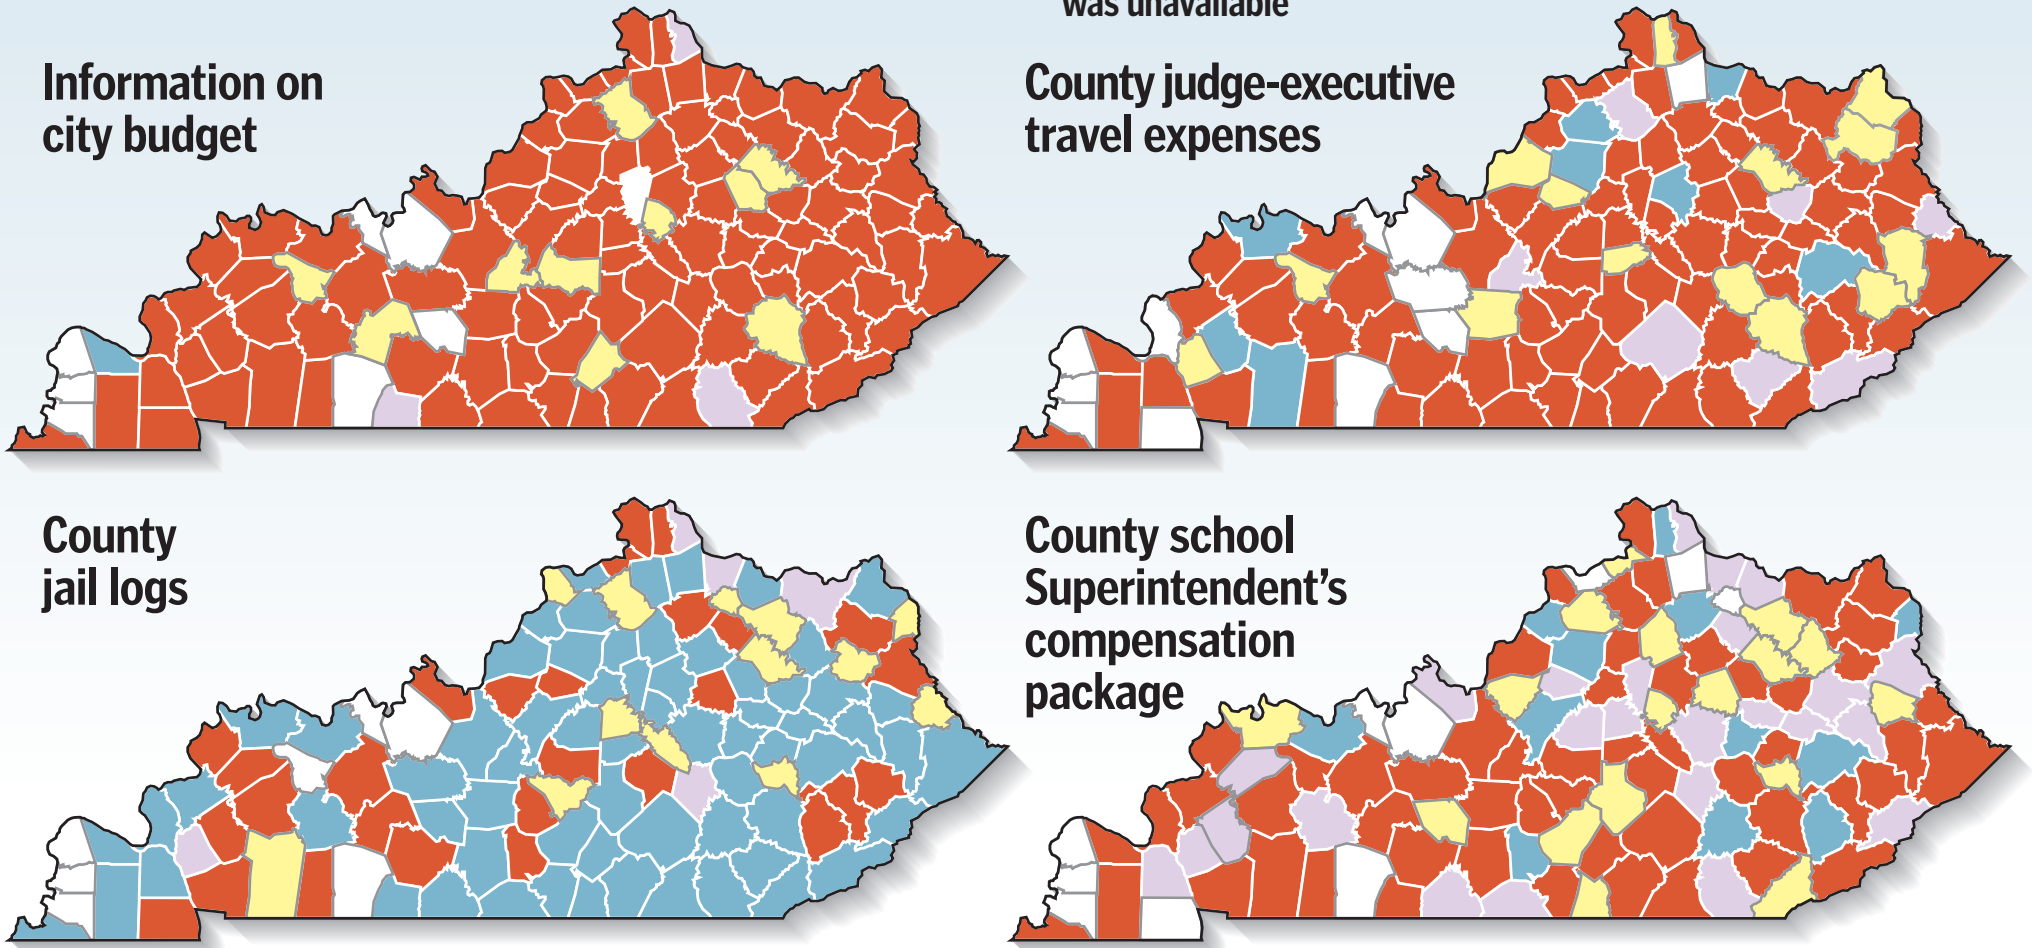 was unavailable
Information on
city budget
County judge-executive
travel expenses
County
jail logs
County school
Superintendent’s
compensation
package